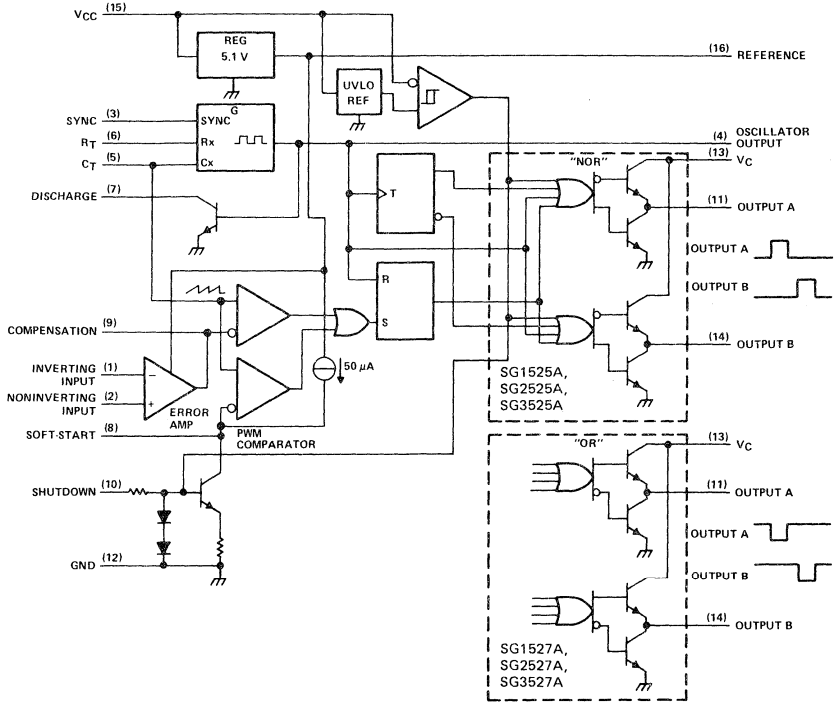 VCC (15)
REG
5.1 V
(16) REFERENCE
UVLO
REF
G
SYNC (3) SYNC
RT (6) Rx
CT (5) Cx
(4) OSCILLATOR
OUTPUT
"NOR"
(13) VC
DISCHARGE (7)
T
(11) OUTPUT A
OUTPUT A
R
OUTPUT B
COMPENSATION (9)
S
(14) OUTPUT B
INVERTING (1)
INPUT
−
50 μA
NONINVERTING (2)
INPUT
+
ERROR
AMP
SG1525A,
SG2525A,
SG3525A
SOFT-START (8)
PWM
COMPARATOR
"OR"
(13) VC
SHUTDOWN (10)
(11) OUTPUT A
OUTPUT A
GND (12)
OUTPUT B
(14) OUTPUT B
SG1527A,
SG2527A,
SG3527A